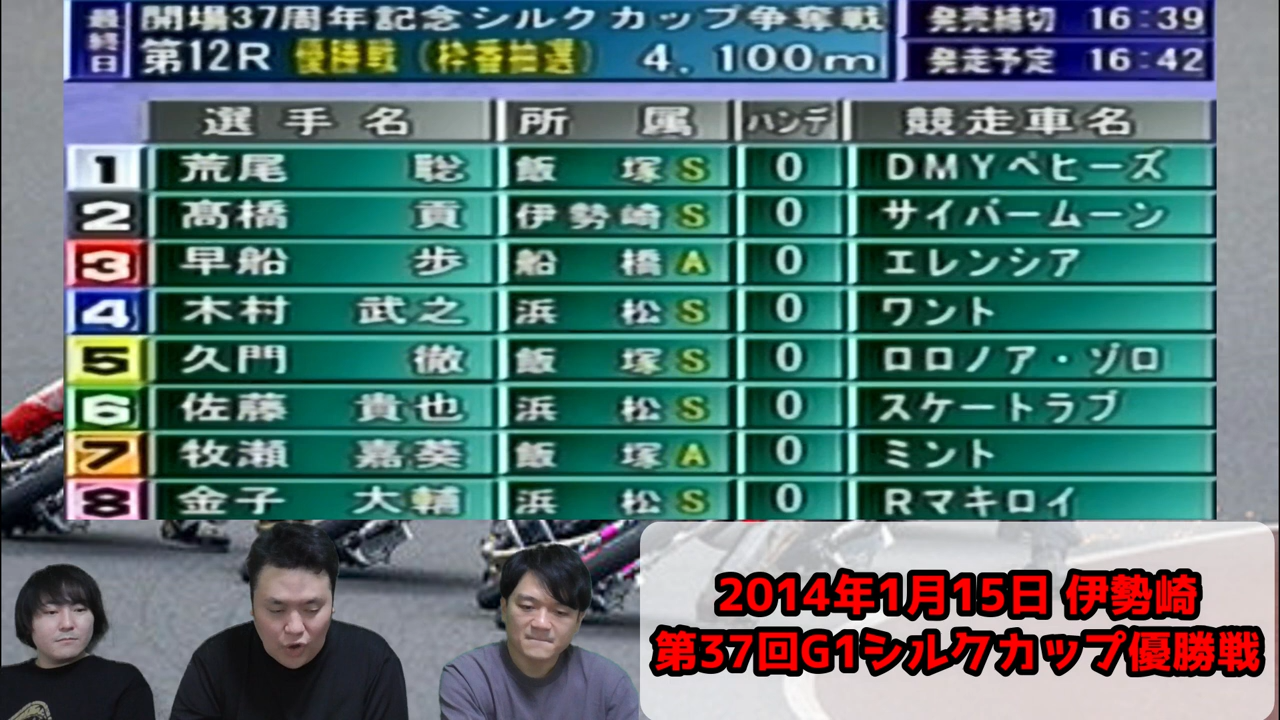 最終日
開場37周年記念シルクカップ争奪戦
第12R 優勝戦(枠番抽選) 4.100m
発売締切 16:39
発走予定 16:42
選手名 所属 ハンデ 競走車名
1 荒尾 聡 飯塚S 0 DMYベヒーズ
2 高橋 貢 伊勢崎S 0 サイバームーン
3 早船 歩 船橋A 0 エレンシア
4 木村 武之 浜松S 0 ワント
5 久門 徹 飯塚S 0 ロロノア・ゾロ
6 佐藤 貴也 浜松S 0 スケートラブ
7 牧瀬 嘉葵 飯塚A 0 ミント
8 金子 大輔 浜松S 0 Rマキロイ
2014年1月15日 伊勢崎
第37回G1シルクカップ優勝戦